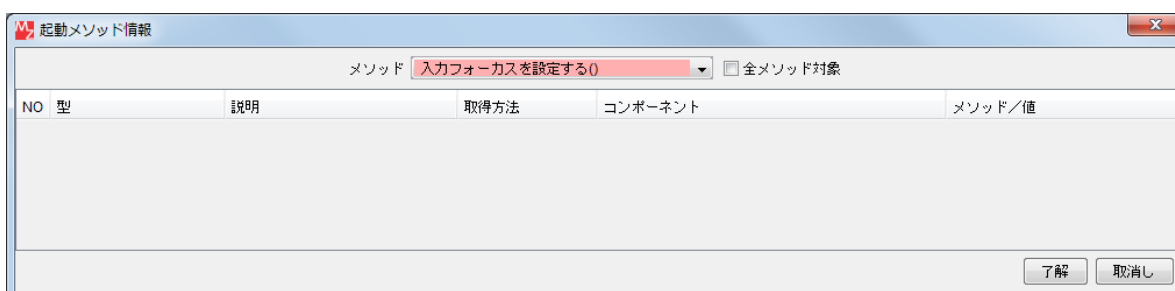 起動メソッド情報
メソッド 入力フォーカスを設定する() 全メソッド対象
NO 型 説明 取得方法 コンポーネント メソッド／値
了解 取消し